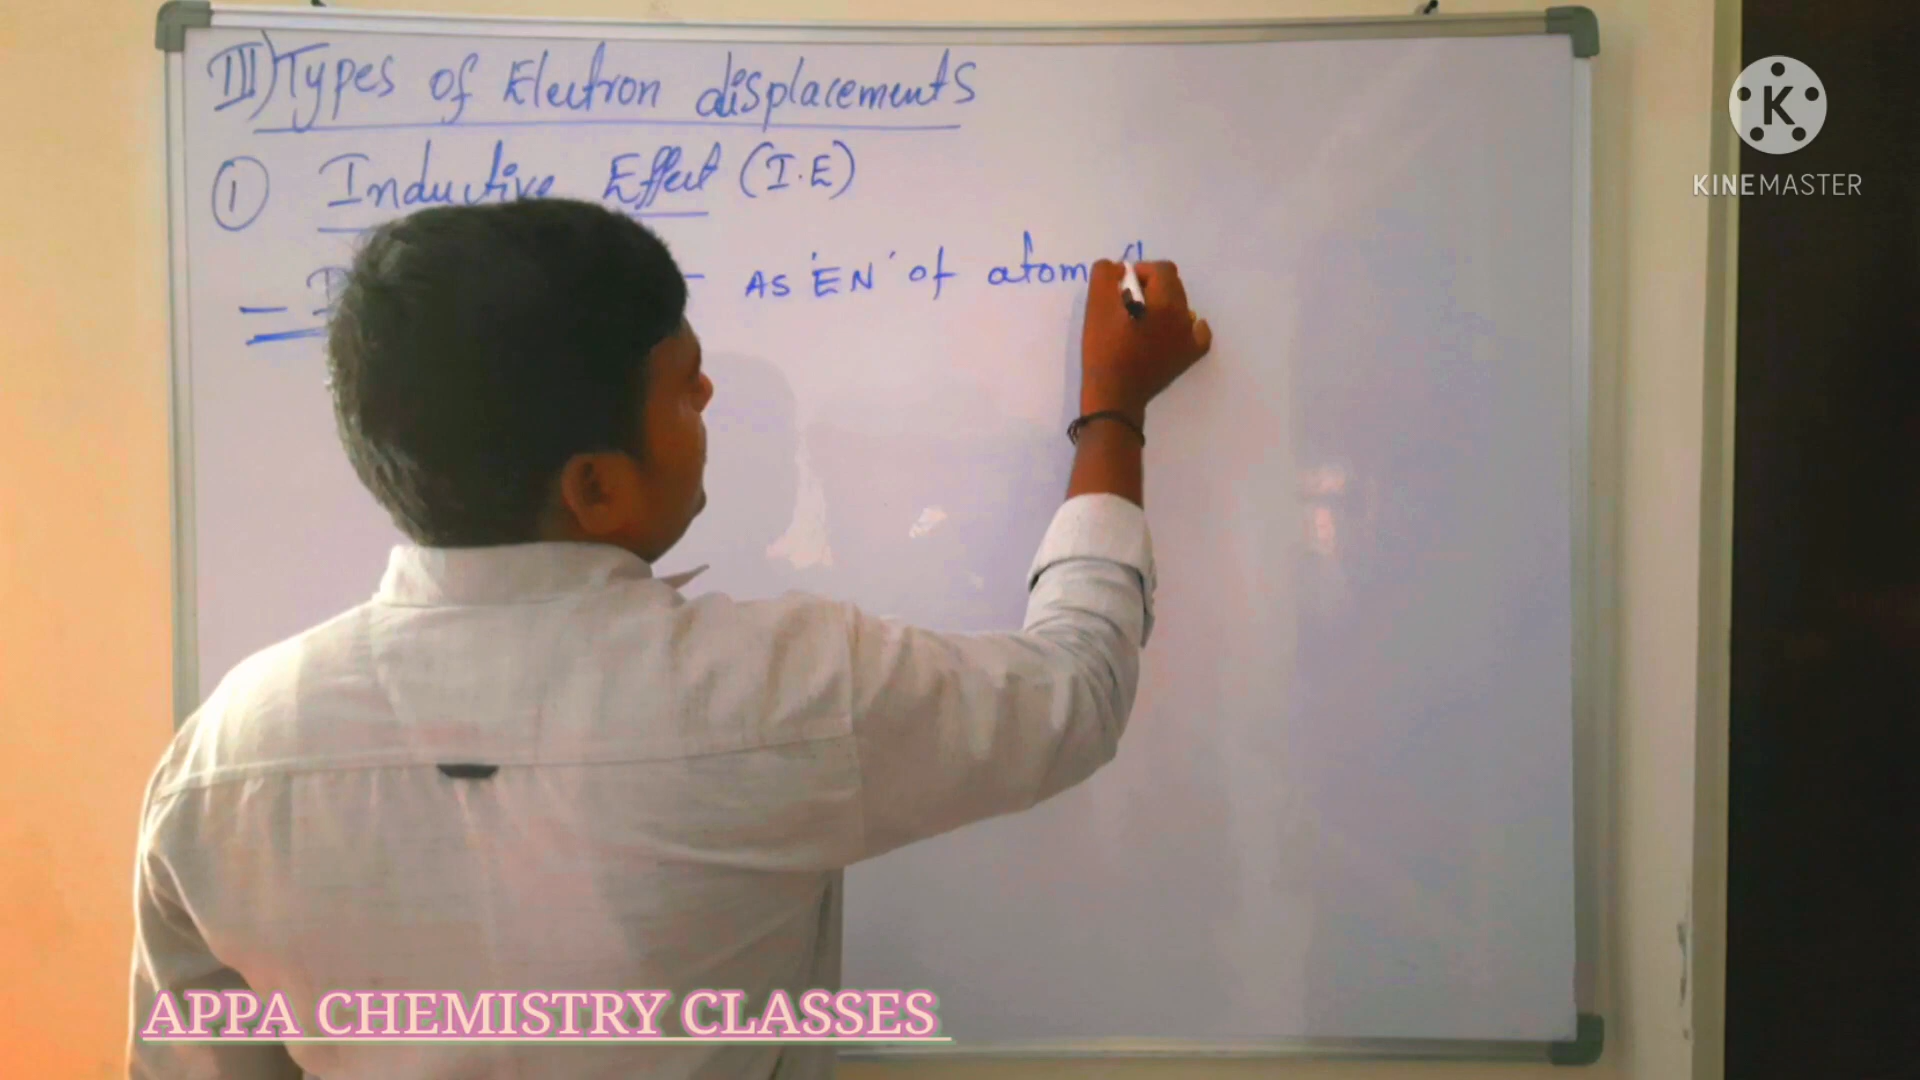 III) Types of Electron displacements
① Inductive Effect (I.E)
- As 'EN' of atom
KINEMASTER
APPA CHEMISTRY CLASSES